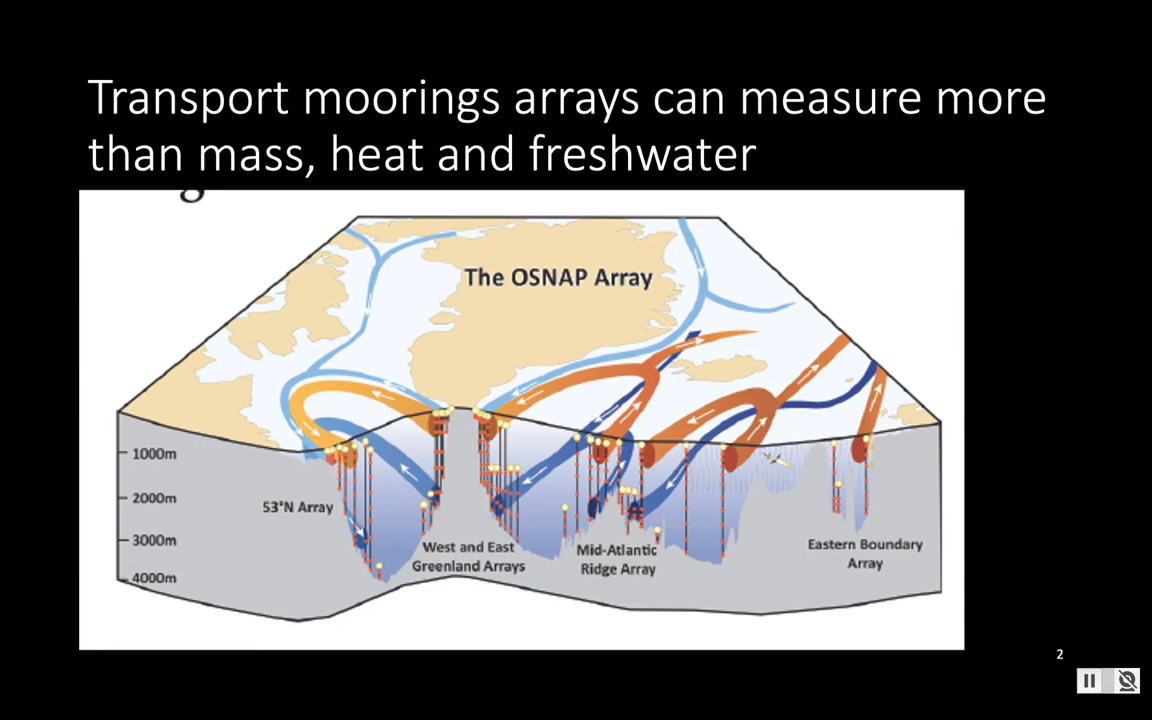 Transport moorings arrays can measure more
than mass, heat and freshwater
The OSNAP Array
1000m
2000m
3000m
4000m
53°N Array
West and East
Greenland Arrays
Mid-Atlantic
Ridge Array
Eastern Boundary
Array
2